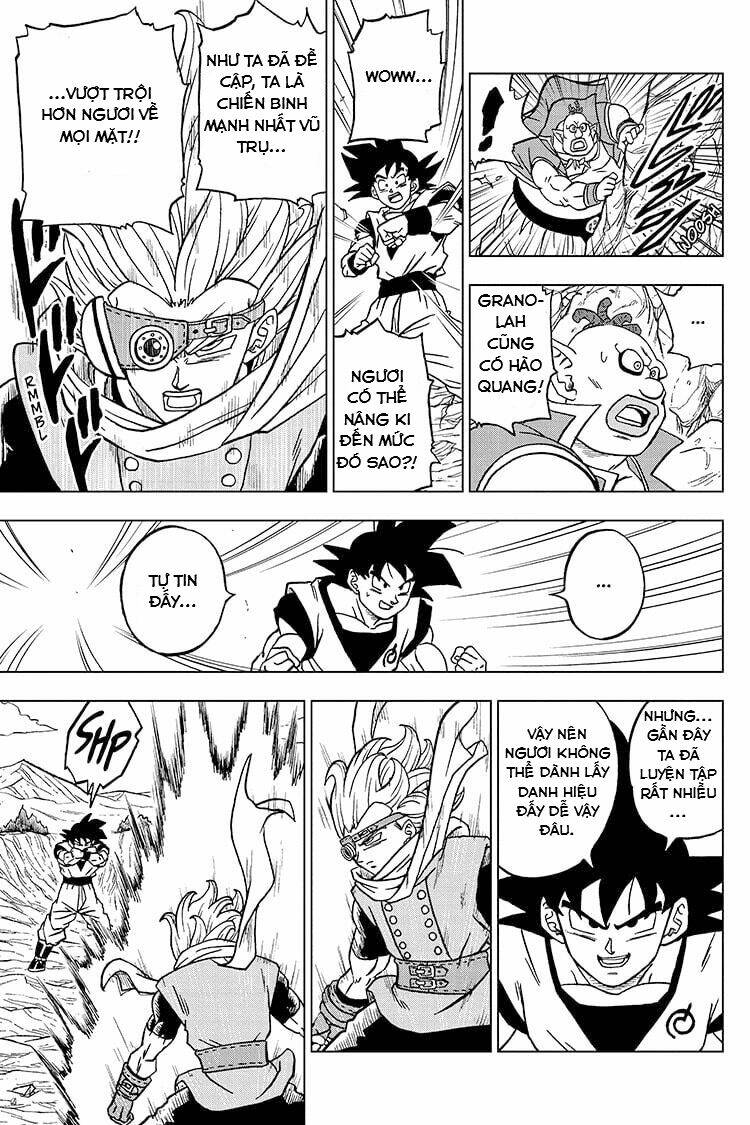 !
WOOSH
...
GRANO-
LAH
CŨNG
CÓ HÀO
QUANG!
WOWW...
NGƯƠI
CÓ THỂ
NÂNG KI
ĐẾN MỨC
ĐÓ SAO?!
NHƯ TA ĐÃ ĐỀ
CẬP, TA LÀ
CHIẾN BINH
MẠNH NHẤT VŨ
TRỤ...
...VƯỢT TRỘI
HƠN NGƯƠI VỀ
MỌI MẶT!!
RMMBL
...
TỰ TIN
ĐẤY...
NHƯNG...
GẦN ĐÂY
TA ĐÃ
LUYỆN TẬP
RẤT NHIỀU
...
VẬY NÊN
NGƯƠI KHÔNG
THỂ DÀNH LẤY
DANH HIỆU
ĐẤY DỄ VẬY
ĐÂU.
SHP